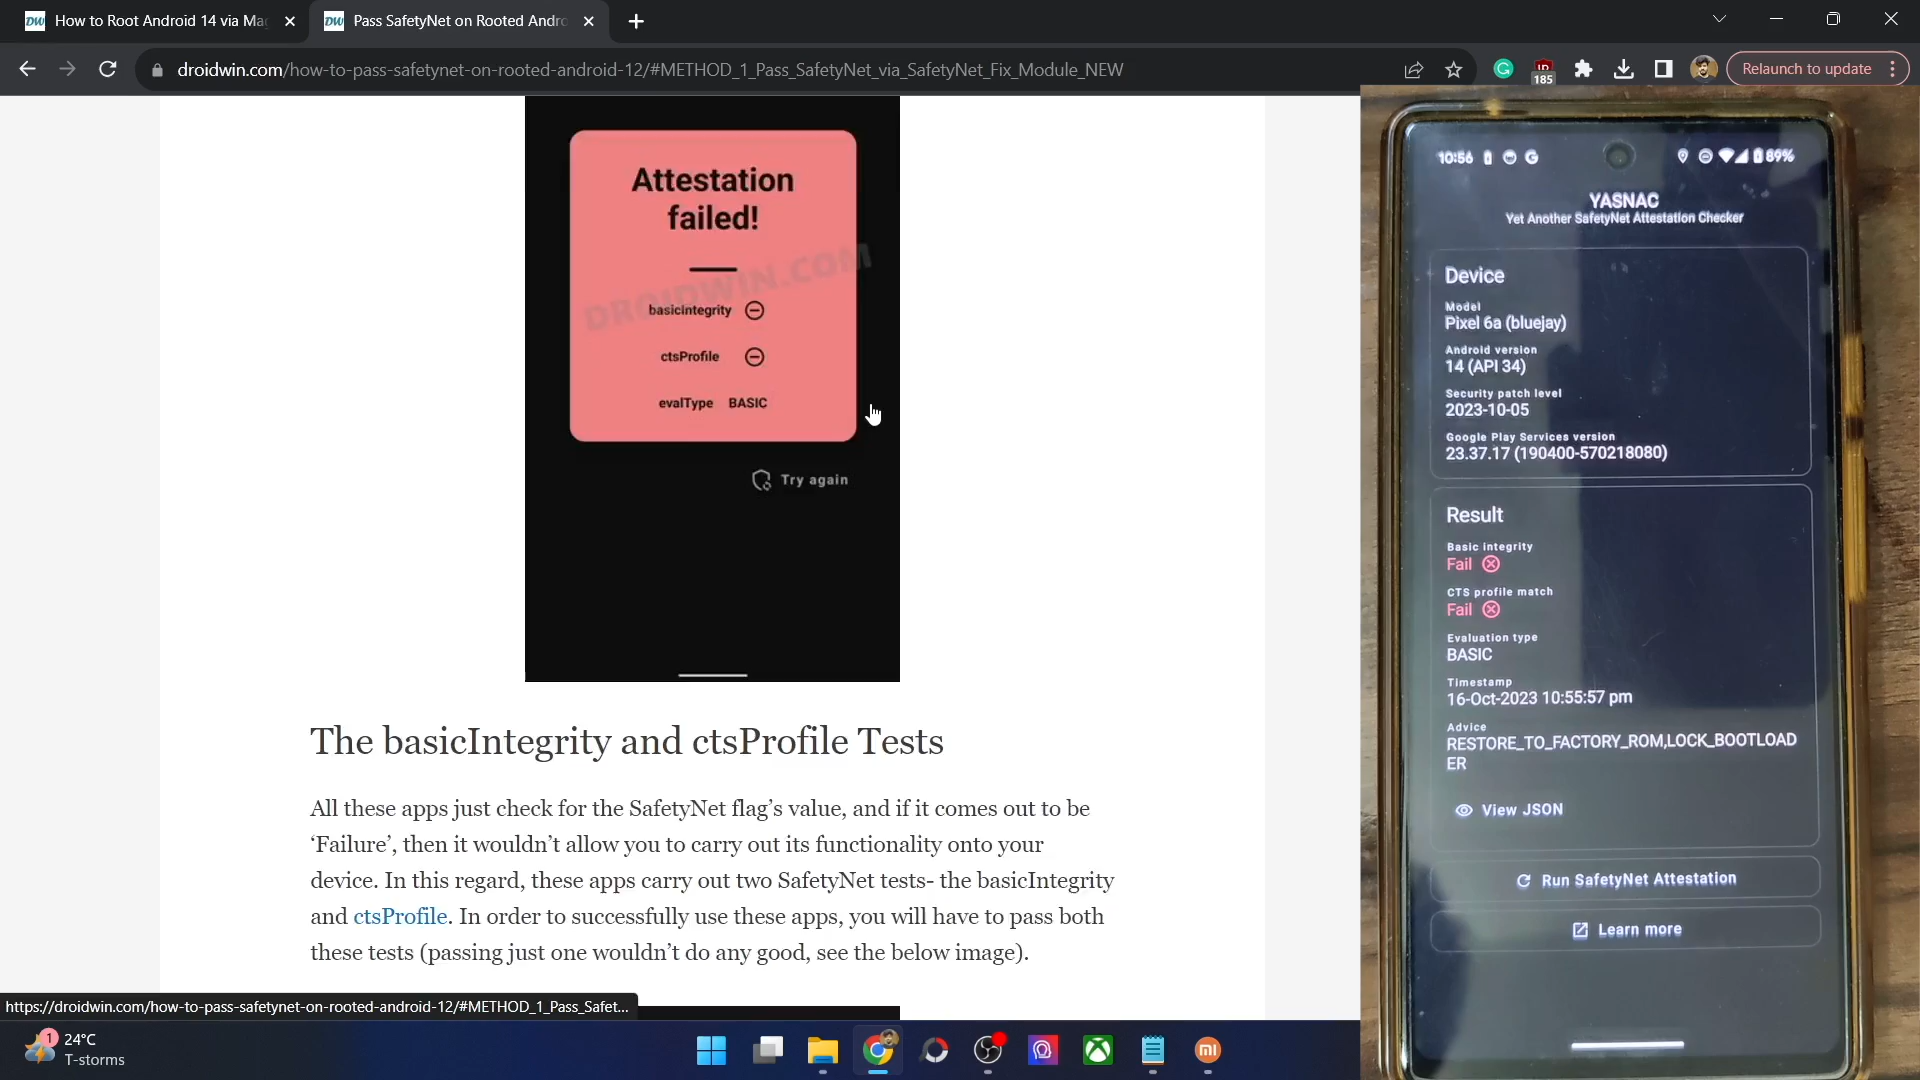 How to Root Android 14 via Mag
Pass SafetyNet on Rooted Andro
droidwin.com/how-to-pass-safetynet-on-rooted-android-12/#METHOD_1_Pass_SafetyNet_via_SafetyNet_Fix_Module_NEW
185
Relaunch to update
Attestation
failed!
DROIDWIN.COM
basicIntegrity
ctsProfile
evalType BASIC
Try again
The basicIntegrity and ctsProfile Tests
All these apps just check for the SafetyNet flag’s value, and if it comes out to be
‘Failure’, then it wouldn’t allow you to carry out its functionality onto your
device. In this regard, these apps carry out two SafetyNet tests- the basicIntegrity
and ctsProfile. In order to successfully use these apps, you will have to pass both
these tests (passing just one wouldn’t do any good, see the below image).
https://droidwin.com/how-to-pass-safetynet-on-rooted-android-12/#METHOD_1_Pass_Safet...
1
24°C
T-storms
10:56
89%
YASNAC
Yet Another SafetyNet Attestation Checker
Device
Model
Pixel 6a (bluejay)
Android version
14 (API 34)
Security patch level
2023-10-05
Google Play Services version
23.37.17 (190400-570218080)
Result
Basic integrity
Fail
CTS profile match
Fail
Evaluation type
BASIC
Timestamp
16-Oct-2023 10:55:57 pm
Advice
RESTORE_TO_FACTORY_ROM,LOCK_BOOTLOAD
ER
View JSON
Run SafetyNet Attestation
Learn more